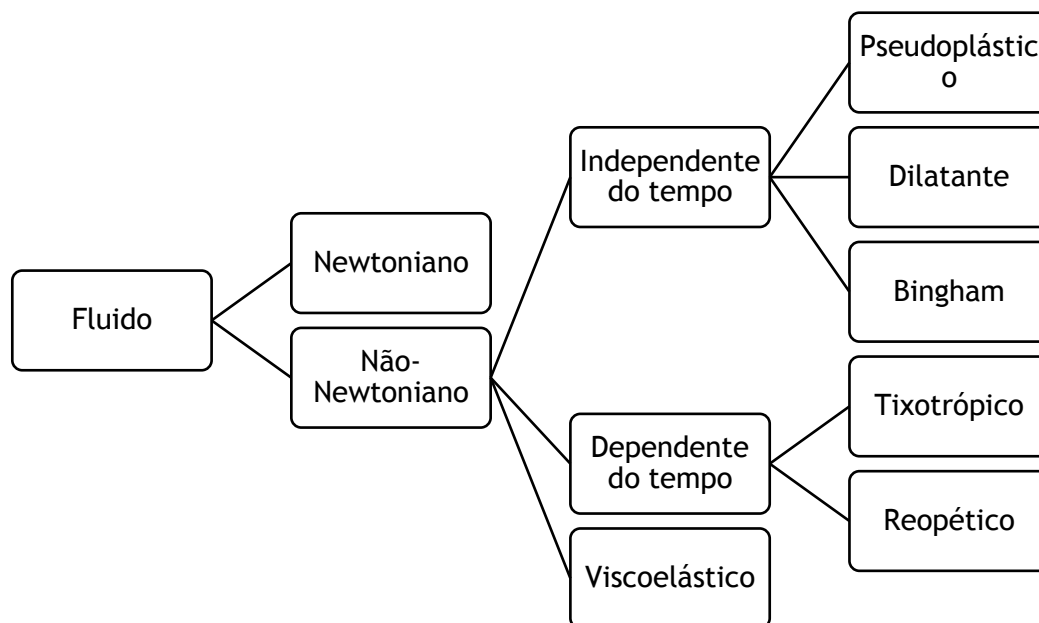 Fluido
Newtoniano
Não-
Newtoniano
Independente
do tempo
Dependente
do tempo
Viscoelástico
Pseudoplástic
o
Dilatante
Bingham
Tixotrópico
Reopético